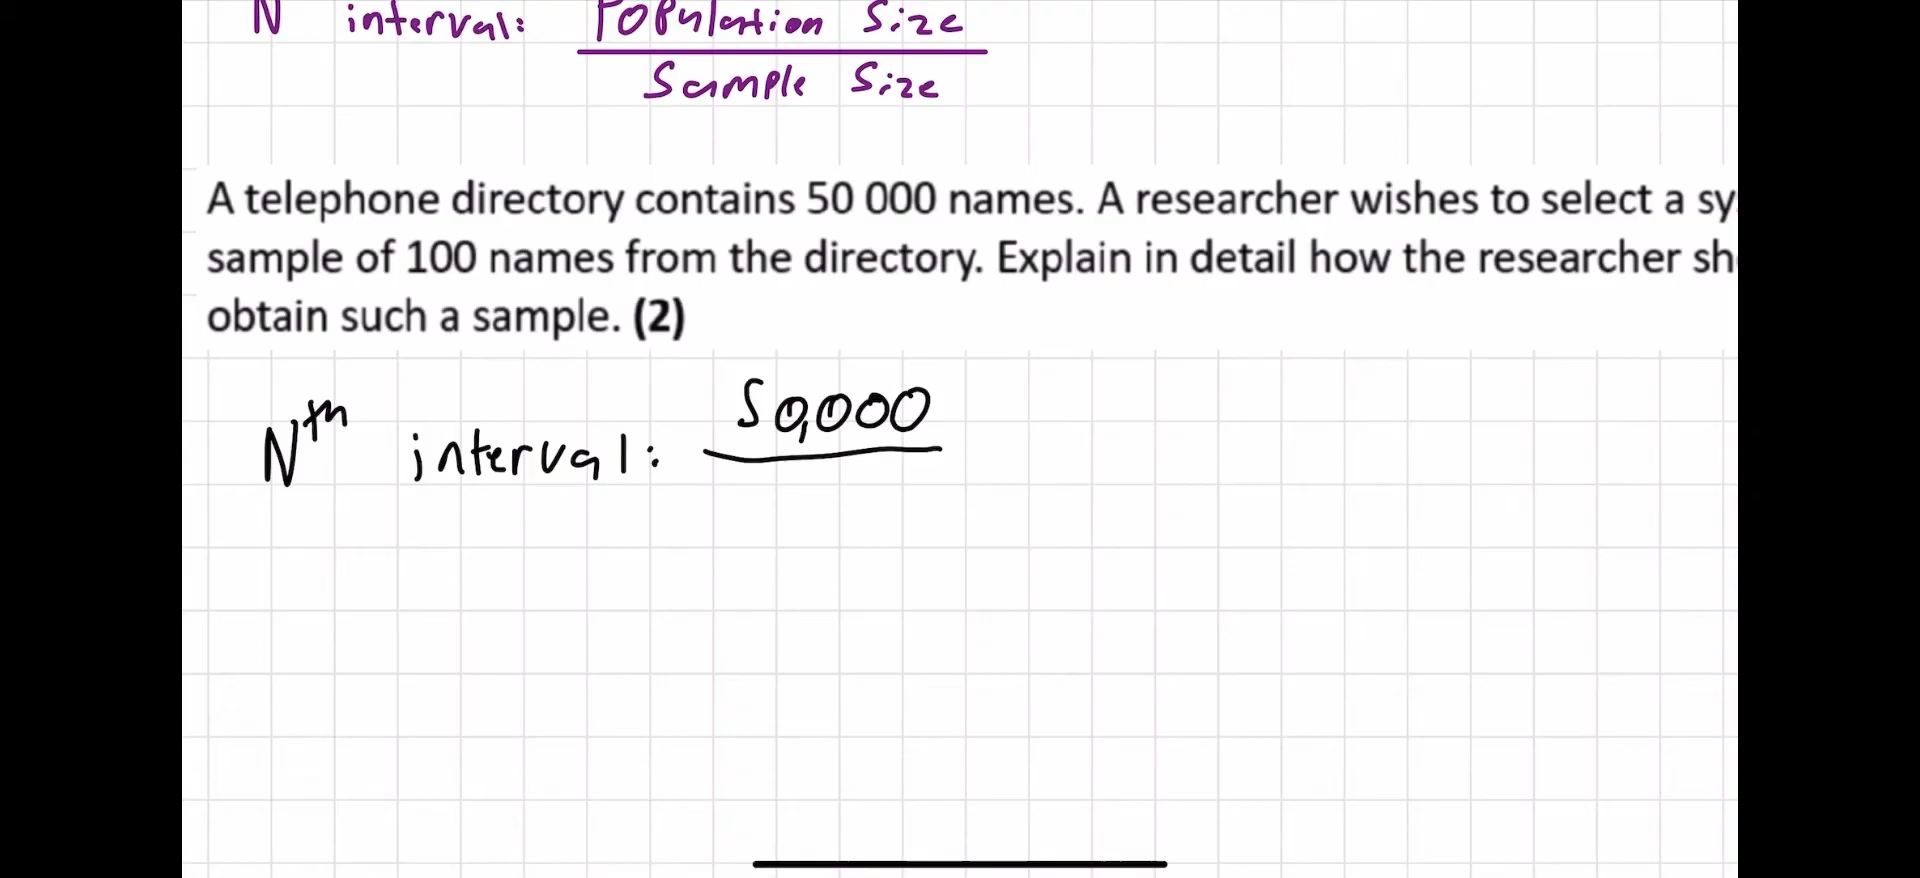 N interval: Population Size
Sample Size
A telephone directory contains 50 000 names. A researcher wishes to select a sy
sample of 100 names from the directory. Explain in detail how the researcher sh
obtain such a sample. (2)
50,000
Nth interval: